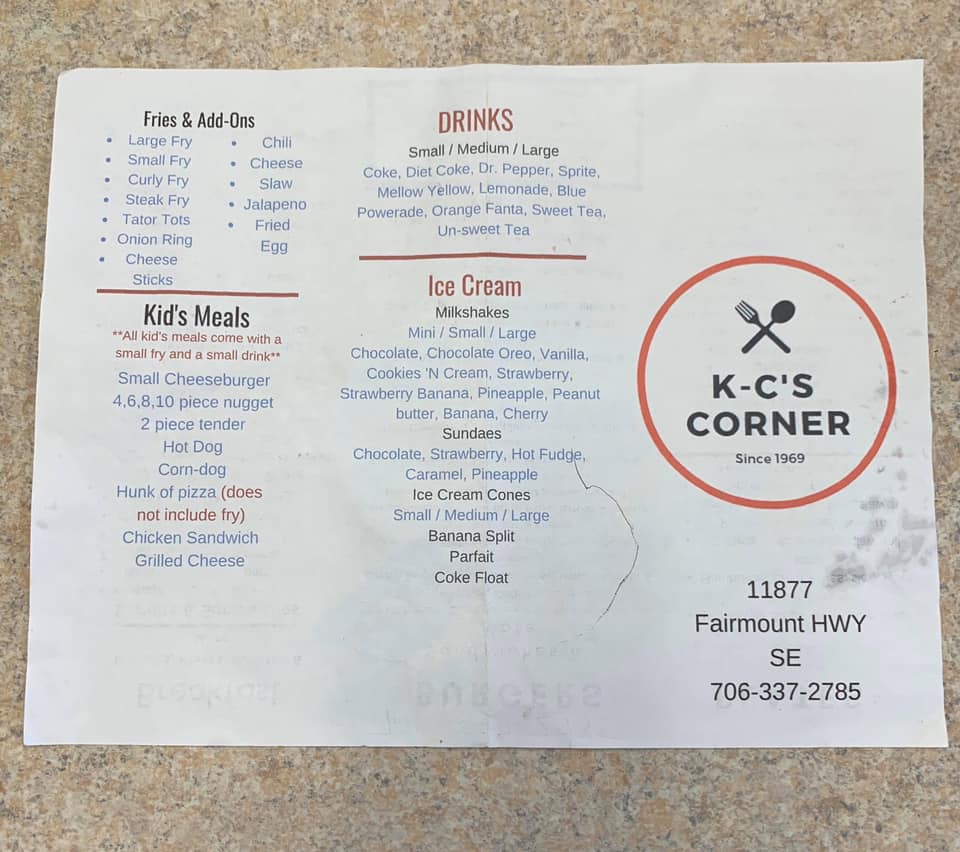 Fries & Add-Ons
• Large Fry
• Small Fry
• Curly Fry
• Steak Fry
• Tator Tots
• Onion Ring
• Cheese
Sticks
• Chili
• Cheese
• Slaw
• Jalapeno
• Fried
Egg
Kid's Meals
**All kid's meals come with a
small fry and a small drink**
Small Cheeseburger
4,6,8,10 piece nugget
2 piece tender
Hot Dog
Corn-dog
Hunk of pizza (does
not include fry)
Chicken Sandwich
Grilled Cheese
DRINKS
Small / Medium / Large
Coke, Diet Coke, Dr. Pepper, Sprite,
Mellow Yellow, Lemonade, Blue
Powerade, Orange Fanta, Sweet Tea,
Un-sweet Tea
Ice Cream
Milkshakes
Mini / Small / Large
Chocolate, Chocolate Oreo, Vanilla,
Cookies 'N Cream, Strawberry,
Strawberry Banana, Pineapple, Peanut
butter, Banana, Cherry
Sundaes
Chocolate, Strawberry, Hot Fudge,
Caramel, Pineapple
Ice Cream Cones
Small / Medium / Large
Banana Split
Parfait
Coke Float
K-C'S
CORNER
Since 1969
11877
Fairmount HWY
SE
706-337-2785
Breakfast
BURGERS